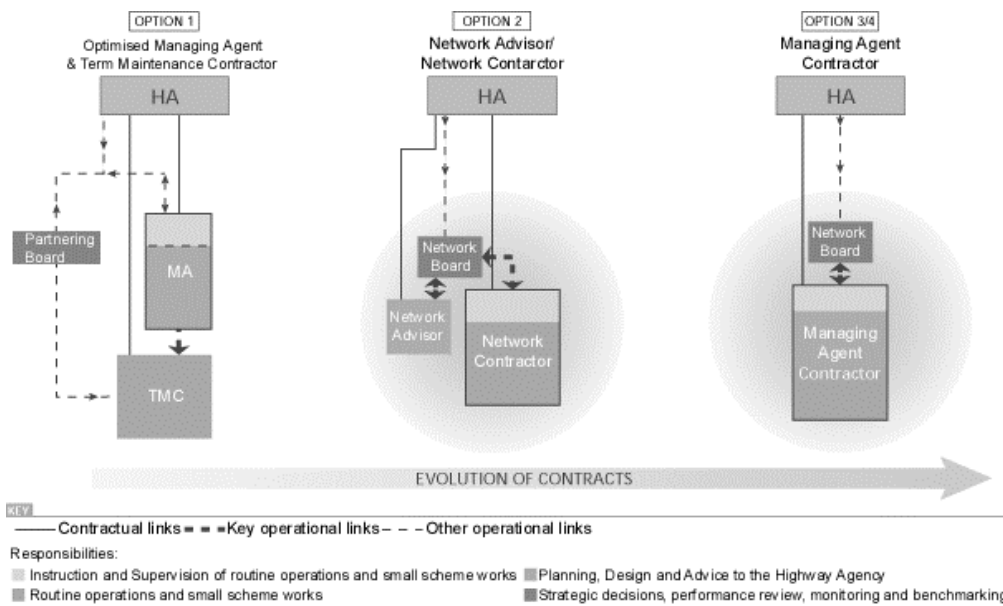 OPTION 1
Optimised Managing Agent
& Term Maintenance Contractor
HA
Partnering
Board
MA
TMC
OPTION 2
Network Advisor/
Network Contarctor
HA
Network
Board
Network
Advisor
Network
Contractor
OPTION 3/4
Managing Agent
Contractor
HA
Network
Board
Managing
Agent
Contractor
EVOLUTION OF CONTRACTS
KEY
Contractual links
Key operational links
Other operational links
Responsibilities:
Instruction and Supervision of routine operations and small scheme works
Planning, Design and Advice to the Highway Agency
Routine operations and small scheme works
Strategic decisions, performance review, monitoring and benchmarking